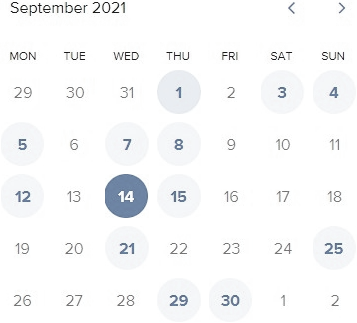 September 2021
MON TUE WED THU FRI SAT SUN
29 30 31 1 2 3 4
5 6 7 8 9 10 11
12 13 14 15 16 17 18
19 20 21 22 23 24 25
26 27 28 29 30 1 2